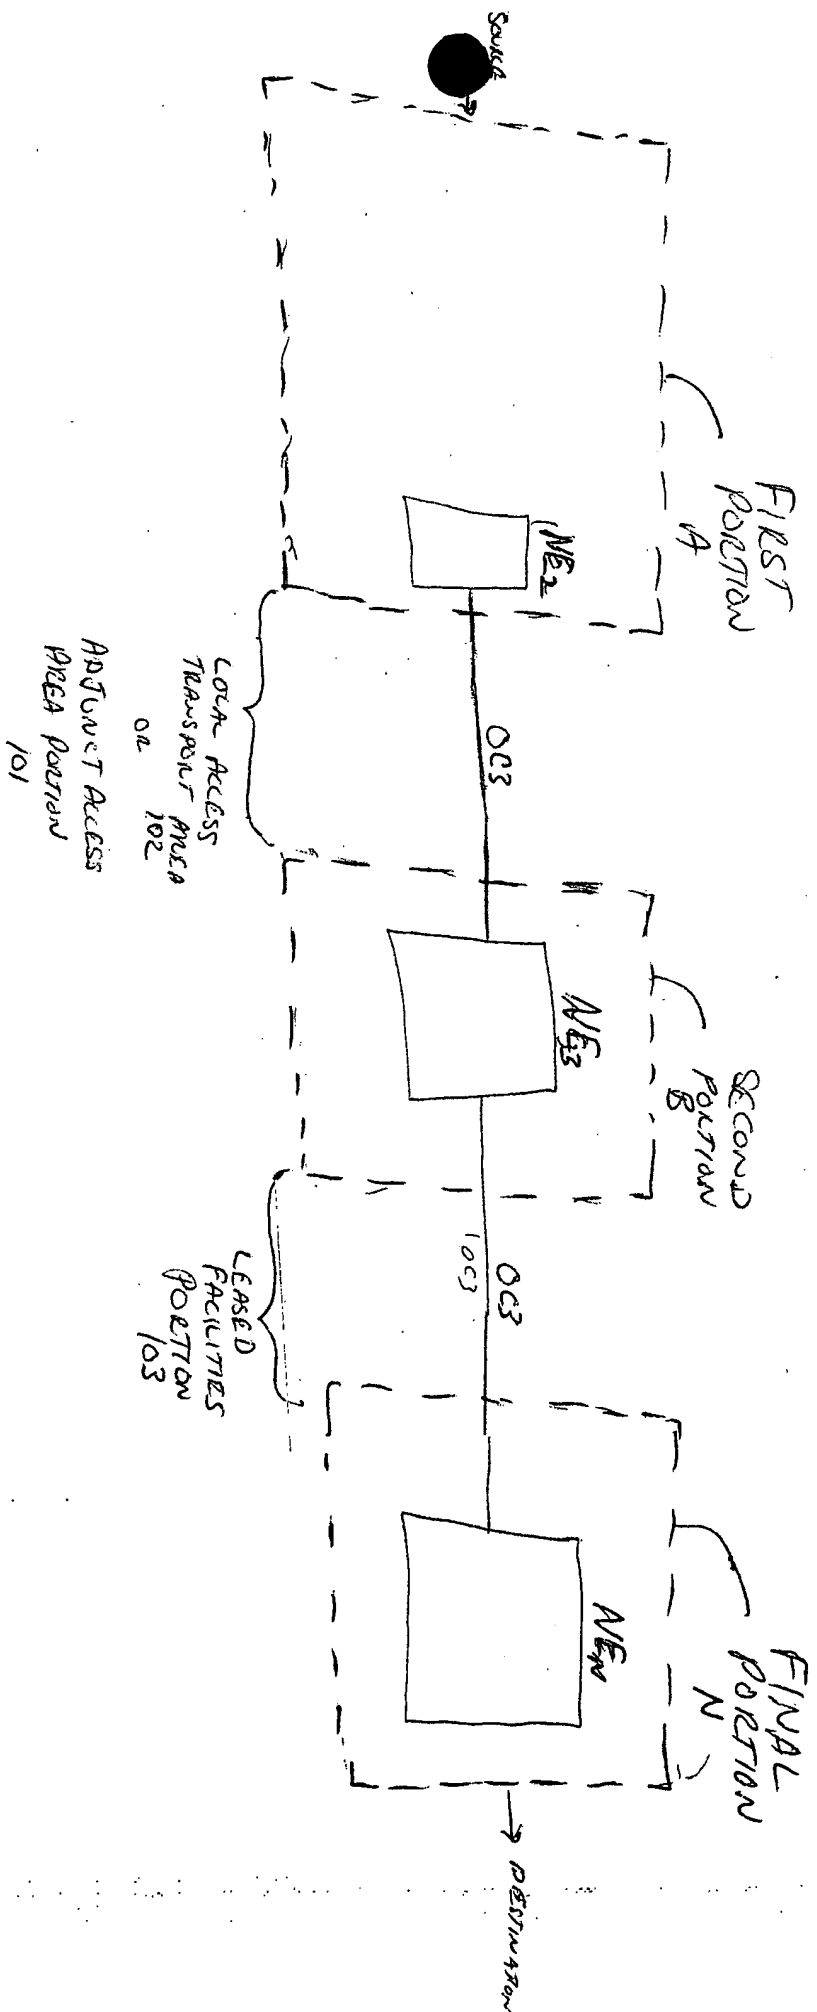 SOURCE
FIRST
PORTION
A
NE2
OC3
LOCAL ACCESS
TRANSPORT AREA
102
OR
ADJUNCT ACCESS
AREA PORTION
101
SECOND
PORTION
B
NE3
OC3
OC3
LEASED
FACILITIES
PORTION
103
FINAL
PORTION
N
NEN
DESTINATION